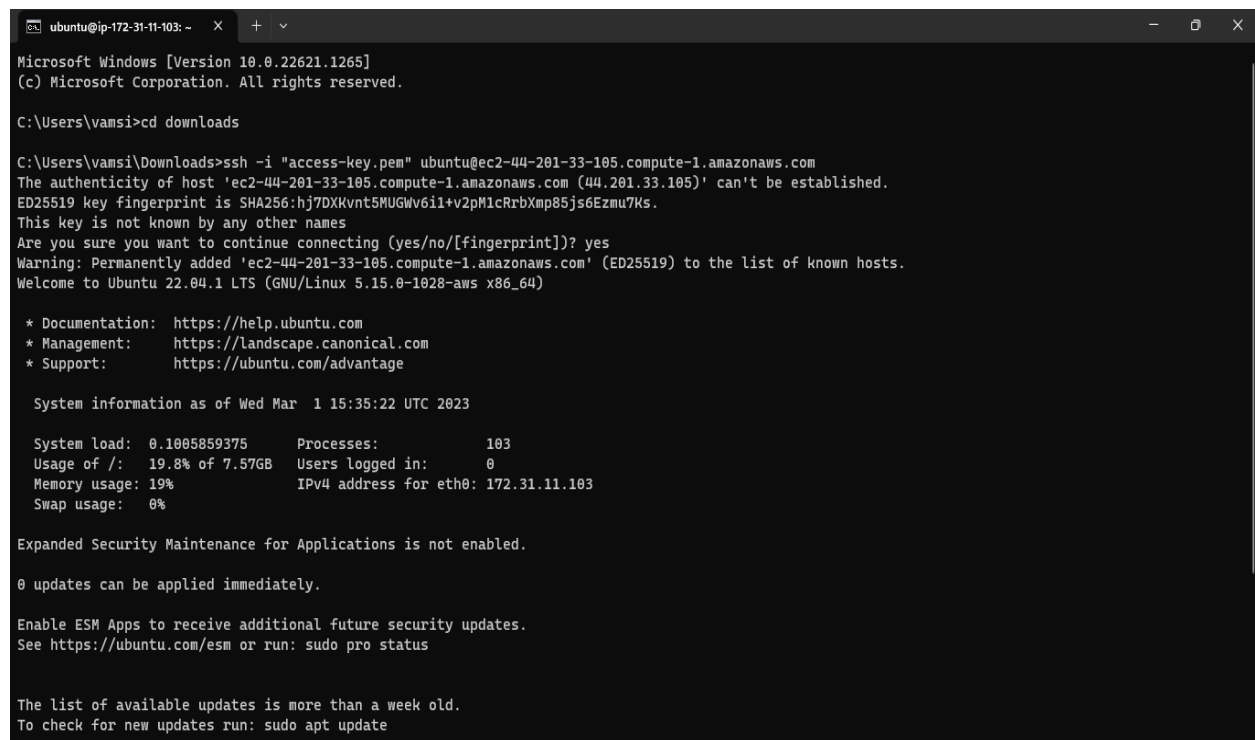 ubuntu@ip-172-31-11-103: ~
Microsoft Windows [Version 10.0.22621.1265]
(c) Microsoft Corporation. All rights reserved.
C:\Users\vamsi>cd downloads
C:\Users\vamsi\Downloads>ssh -i "access-key.pem" ubuntu@ec2-44-201-33-105.compute-1.amazonaws.com
The authenticity of host 'ec2-44-201-33-105.compute-1.amazonaws.com (44.201.33.105)' can't be established.
ED25519 key fingerprint is SHA256:hj7DXKvnt5MUGWv6i1+v2pM1cRrbXmp85js6Ezmu7Ks.
This key is not known by any other names
Are you sure you want to continue connecting (yes/no/[fingerprint])? yes
Warning: Permanently added 'ec2-44-201-33-105.compute-1.amazonaws.com' (ED25519) to the list of known hosts.
Welcome to Ubuntu 22.04.1 LTS (GNU/Linux 5.15.0-1028-aws x86_64)
* Documentation:  https://help.ubuntu.com
* Management:     https://landscape.canonical.com
* Support:        https://ubuntu.com/advantage
System information as of Wed Mar  1 15:35:22 UTC 2023
System load:  0.1005859375      Processes:             103
Usage of /:   19.8% of 7.57GB   Users logged in:       0
Memory usage: 19%               IPv4 address for eth0: 172.31.11.103
Swap usage:   0%
Expanded Security Maintenance for Applications is not enabled.
0 updates can be applied immediately.
Enable ESM Apps to receive additional future security updates.
See https://ubuntu.com/esm or run: sudo pro status
The list of available updates is more than a week old.
To check for new updates run: sudo apt update